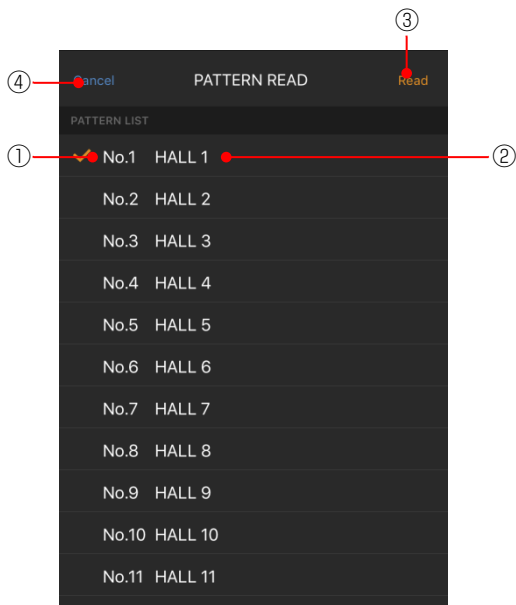 ③
④ Cancel PATTERN READ Read
PATTERN LIST
① No.1 HALL 1 ②
No.2 HALL 2
No.3 HALL 3
No.4 HALL 4
No.5 HALL 5
No.6 HALL 6
No.7 HALL 7
No.8 HALL 8
No.9 HALL 9
No.10 HALL 10
No.11 HALL 11